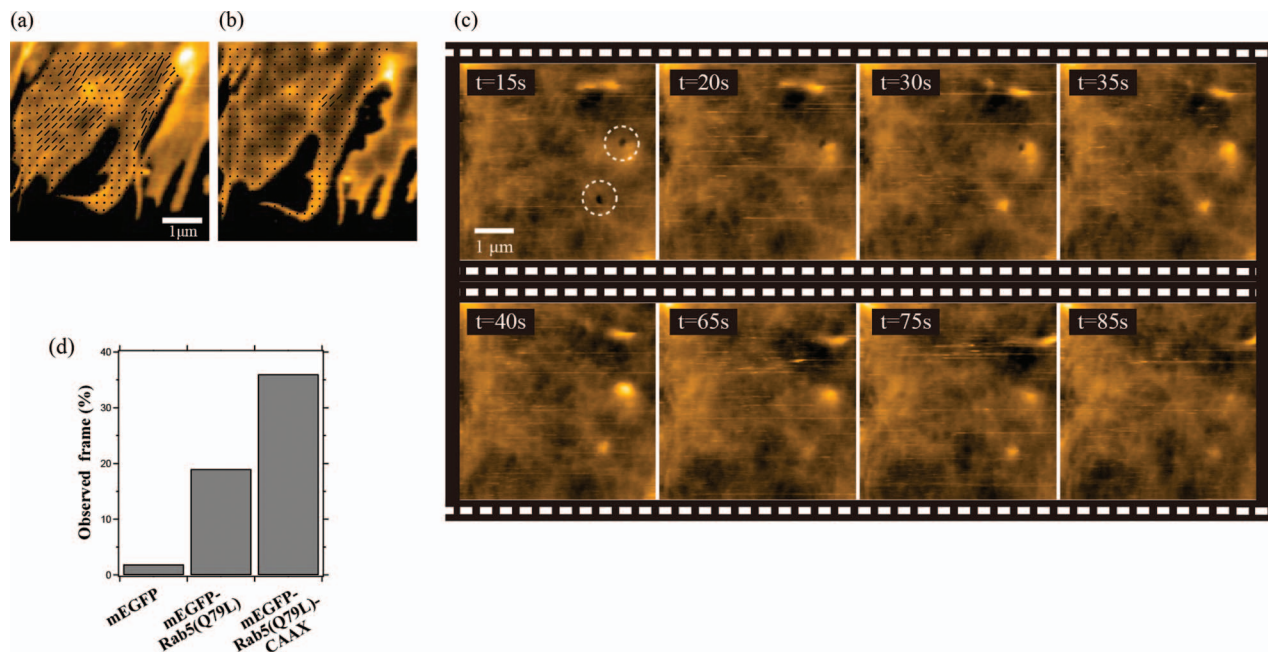 (a)
(b)
(c)
1μm
t=15s
t=20s
t=30s
t=35s
1 μm
t=40s
t=65s
t=75s
t=85s
(d)
Observed frame (%)
40
30
20
10
0
mEGFP
mEGFP-
Rab5(Q79L)
mEGFP-
Rab5(Q79L)-
CAAX